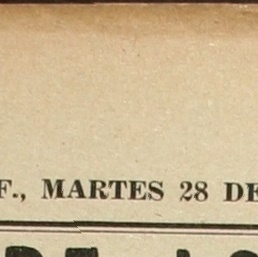 F., MARTES 28 DE